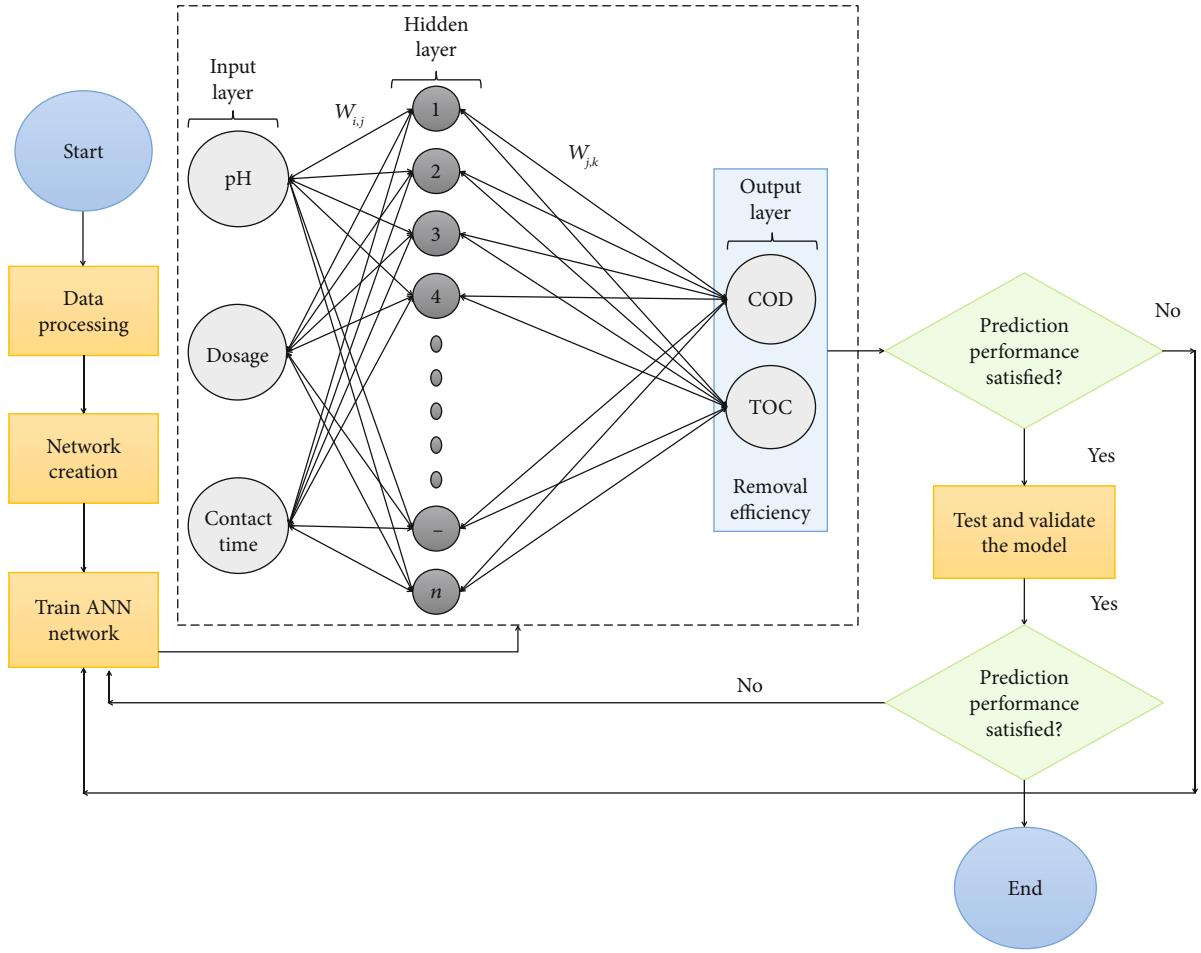 Start
Data
processing
Network
creation
Train ANN
network
Input
layer
pH
Dosage
Contact
time
W_{i,j}
Hidden
layer
1
2
3
4
–
n
W_{j,k}
Output
layer
COD
TOC
Removal
efficiency
Prediction
performance
satisfied?
No
Yes
Test and validate
the model
Yes
Prediction
performance
satisfied?
No
End